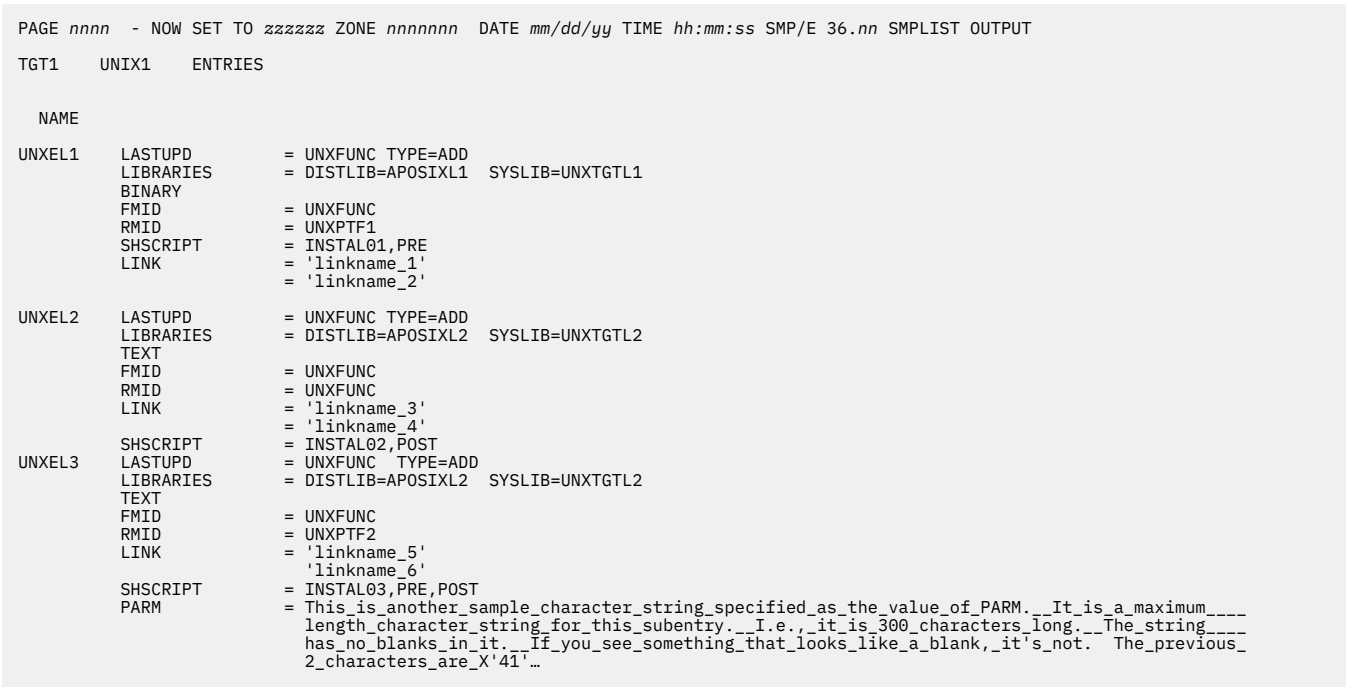 PAGE nnnn - NOW SET TO zzzzzz ZONE nnnnnnn DATE mm/dd/yy TIME hh:mm:ss SMP/E 36.nn SMPLIST OUTPUT
TGT1 UNIX1 ENTRIES
NAME
UNXEL1 LASTUPD = UNXFUNC TYPE=ADD
LIBRARIES = DISTLIB=APOSIXL1 SYSLIB=UNXTGTL1
BINARY
FMID = UNXFUNC
RMID = UNXPTF1
SHSCRIPT = INSTAL01,PRE
LINK = 'linkname_1'
= 'linkname_2'
UNXEL2 LASTUPD = UNXFUNC TYPE=ADD
LIBRARIES = DISTLIB=APOSIXL2 SYSLIB=UNXTGTL2
TEXT
FMID = UNXFUNC
RMID = UNXFUNC
LINK = 'linkname_3'
= 'linkname_4'
SHSCRIPT = INSTAL02,POST
UNXEL3 LASTUPD = UNXFUNC TYPE=ADD
LIBRARIES = DISTLIB=APOSIXL2 SYSLIB=UNXTGTL2
TEXT
FMID = UNXFUNC
RMID = UNXPTF2
LINK = 'linkname_5'
'linkname_6'
SHSCRIPT = INSTAL03,PRE,POST
PARM = This_is_another_sample_character_string_specified_as_the_value_of_PARM.__It_is_a_maximum____
length_character_string_for_this_subentry.__I.e.,_it_is_300_characters_long.__The_string____
has_no_blanks_in_it.__If_you_see_something_that_looks_like_a_blank,_it's_not. The_previous_
2_characters_are_X'41'…